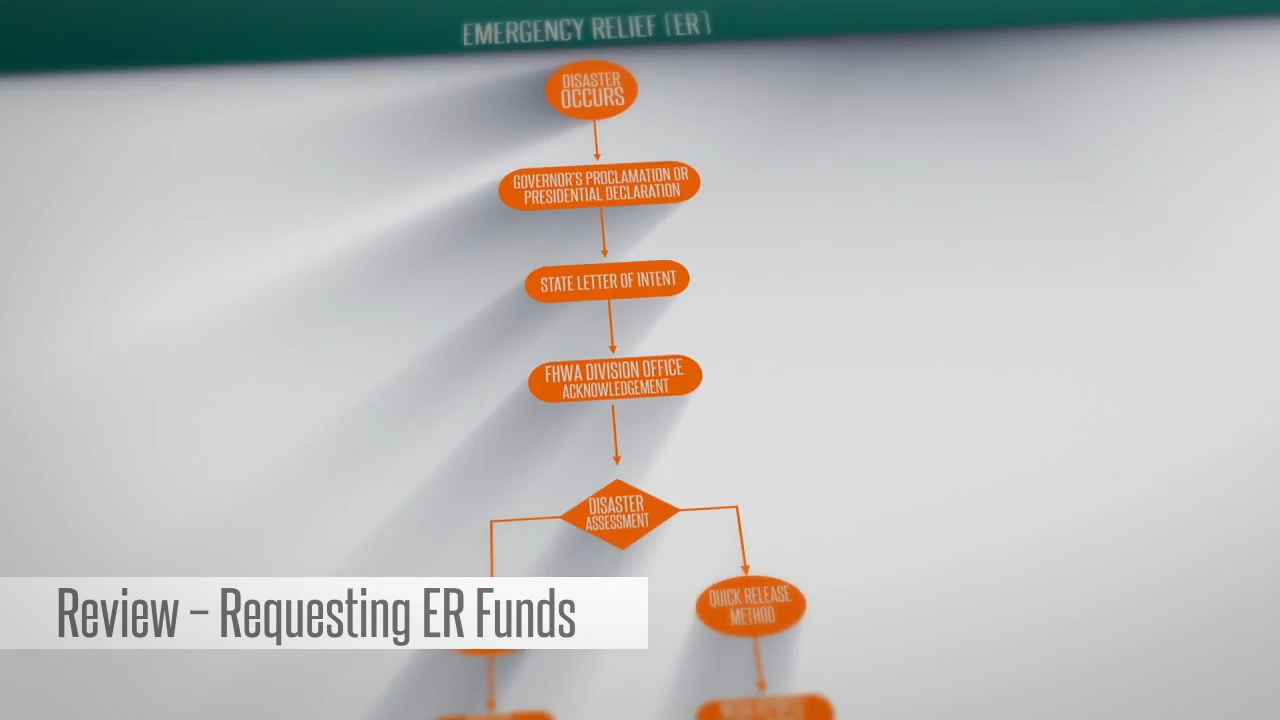 EMERGENCY RELIEF (ER)
DISASTER
OCCURS
GOVERNOR'S PROCLAMATION OR
PRESIDENTIAL DECLARATION
STATE LETTER OF INTENT
FHWA DIVISION OFFICE
ACKNOWLEDGEMENT
DISASTER
ASSESSMENT
QUICK RELEASE
METHOD
Review – Requesting ER Funds